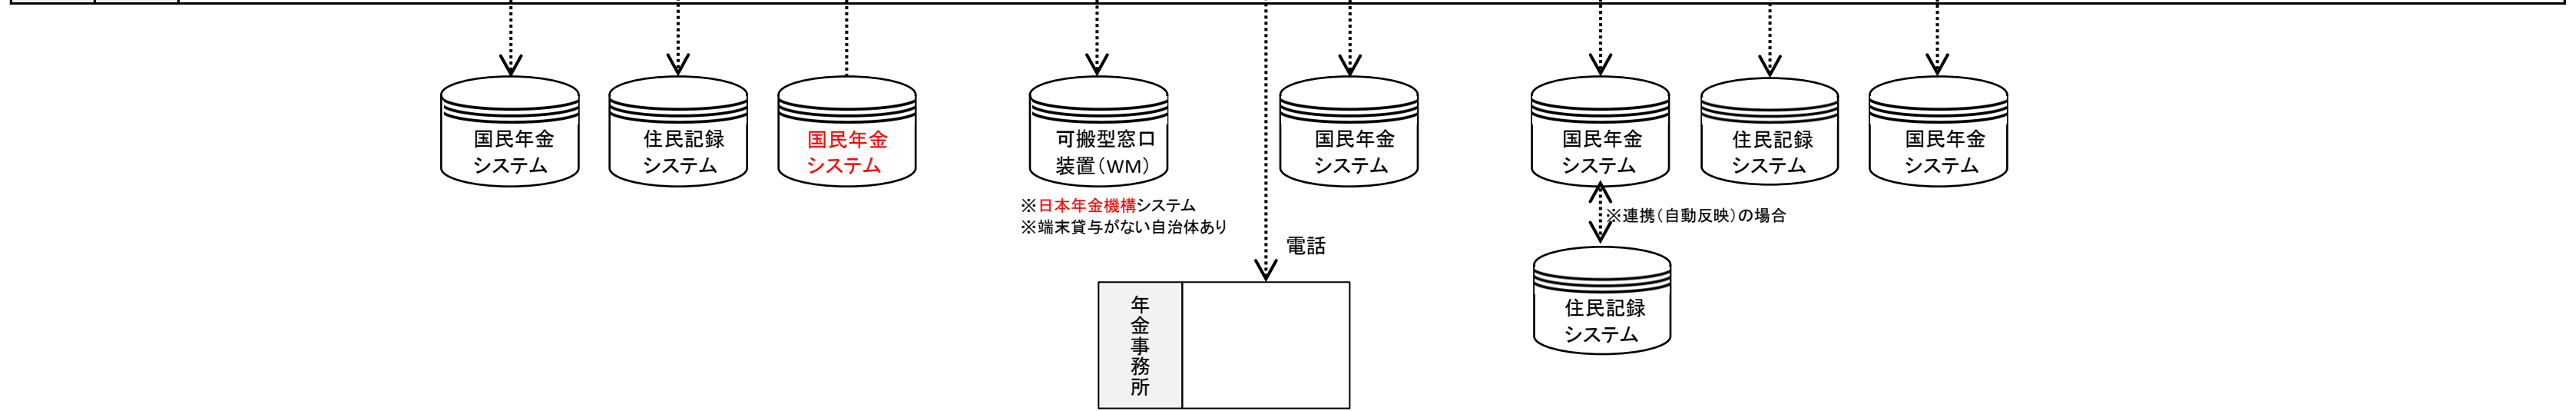 国民年金
システム
住民記録
システム
国民年金
システム
可搬型窓口
装置（WM）
国民年金
システム
国民年金
システム
住民記録
システム
国民年金
システム
※日本年金機構システム
※端末貸与がない自治体あり
※連携（自動反映）の場合
電話
年金事務所
住民記録
システム